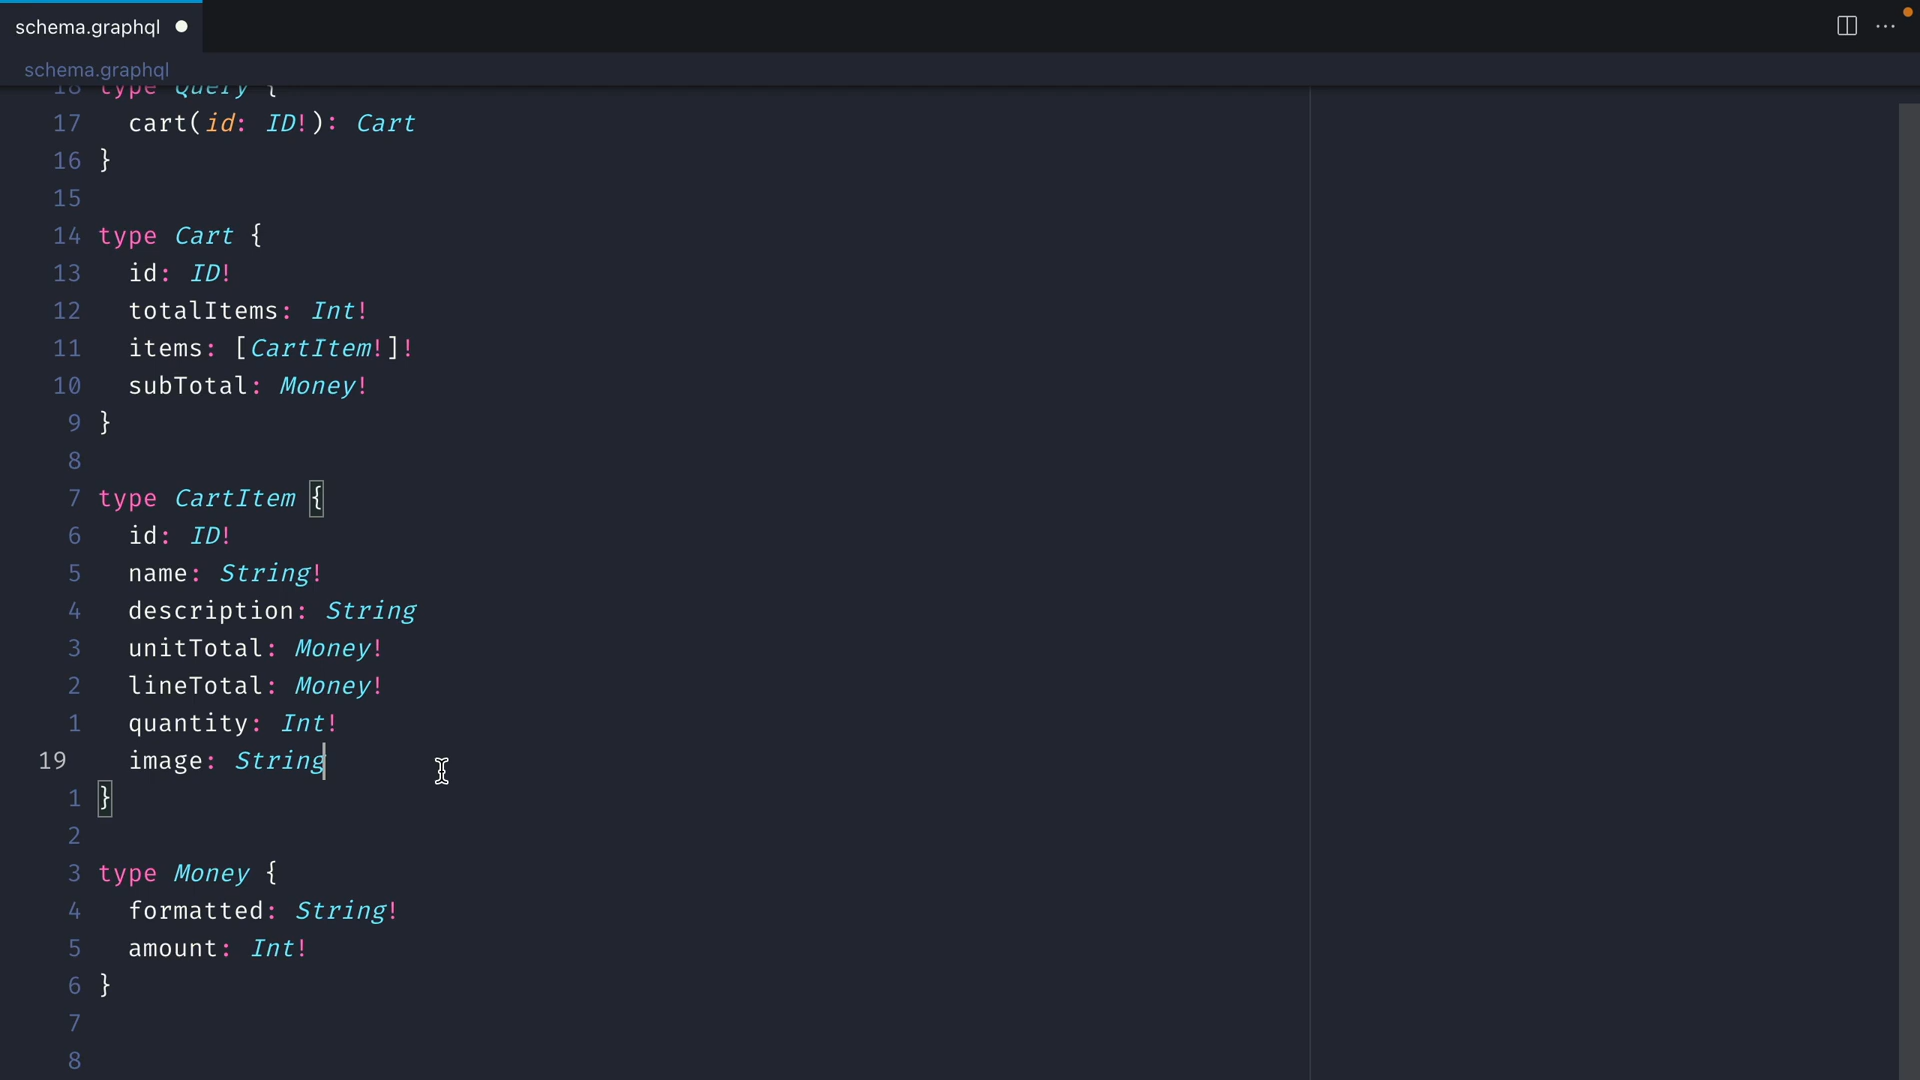 schema.graphql
schema.graphql
18 type Query {
17 cart(id: ID!): Cart
16 }
15
14 type Cart {
13 id: ID!
12 totalItems: Int!
11 items: [CartItem!]!
10 subTotal: Money!
9 }
8
7 type CartItem {
6 id: ID!
5 name: String!
4 description: String
3 unitTotal: Money!
2 lineTotal: Money!
1 quantity: Int!
19 image: String
1 }
2
3 type Money {
4 formatted: String!
5 amount: Int!
6 }
7
8